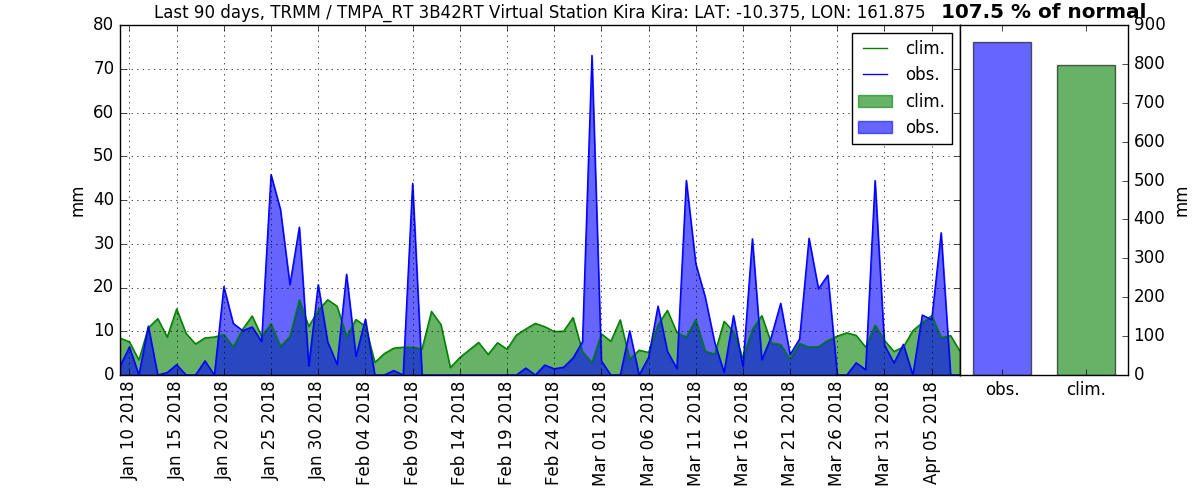 Last 90 days, TRMM / TMPA_RT 3B42RT Virtual Station Kira Kira: LAT: -10.375, LON: 161.875 107.5 % of normal
80
70
60
50
40
30
20
10
0
mm
clim.
obs.
clim.
obs.
900
800
700
600
500
400
300
200
100
0
mm
Jan 10 2018
Jan 15 2018
Jan 20 2018
Jan 25 2018
Jan 30 2018
Feb 04 2018
Feb 09 2018
Feb 14 2018
Feb 19 2018
Feb 24 2018
Mar 01 2018
Mar 06 2018
Mar 11 2018
Mar 16 2018
Mar 21 2018
Mar 26 2018
Mar 31 2018
Apr 05 2018
obs.
clim.